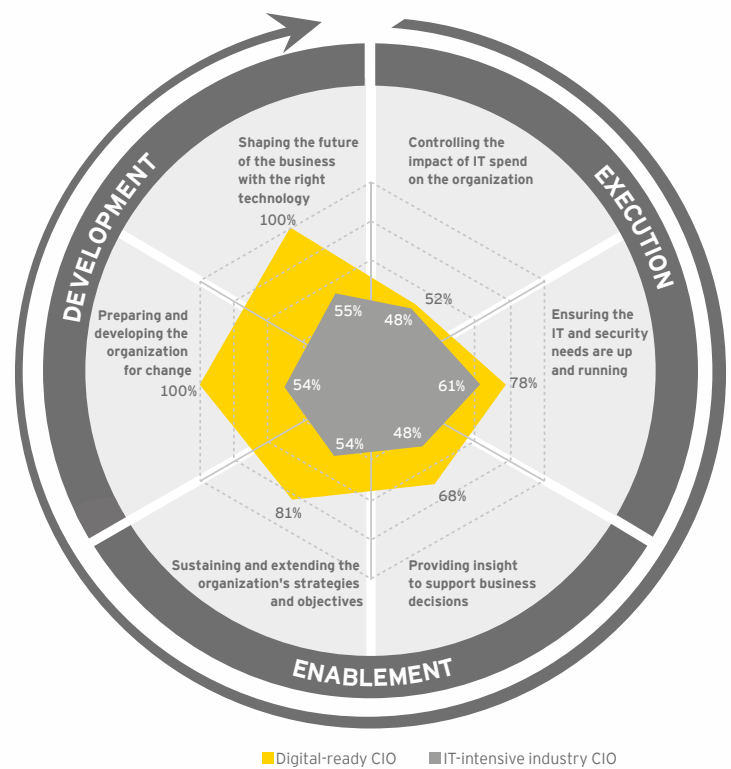 DEVELOPMENT
EXECUTION
ENABLEMENT
Shaping the future
of the business
with the right
technology
100%
Controlling the
impact of IT spend
on the organization
52%
Ensuring the
IT and security
needs are up
and running
78%
Preparing and
developing the
organization
for change
100%
55%
48%
54%
61%
54%
48%
81%
68%
Sustaining and extending the
organization's strategies
and objectives
Providing insight
to support business
decisions
Digital-ready CIO
IT-intensive industry CIO